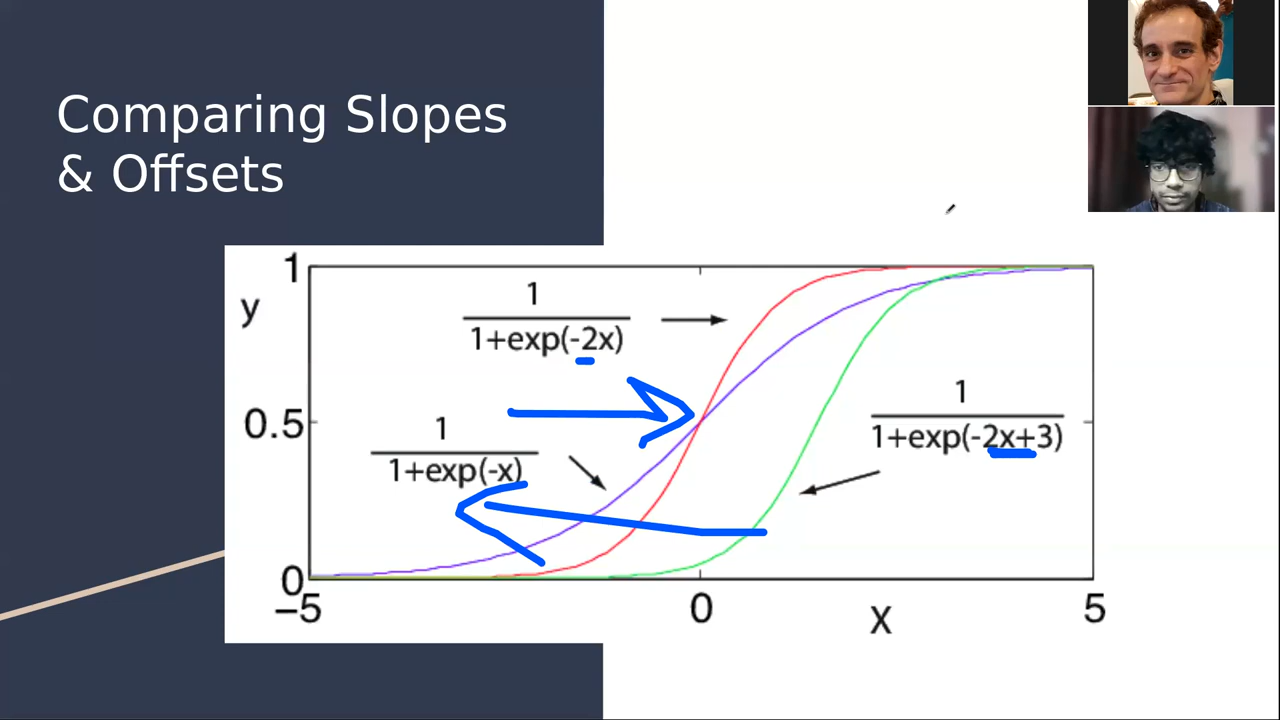 Comparing Slopes
& Offsets
1
y
1
1+exp(-2x)
0.5
1
1+exp(-x)
1
1+exp(-2x+3)
0
−5
0
5
X